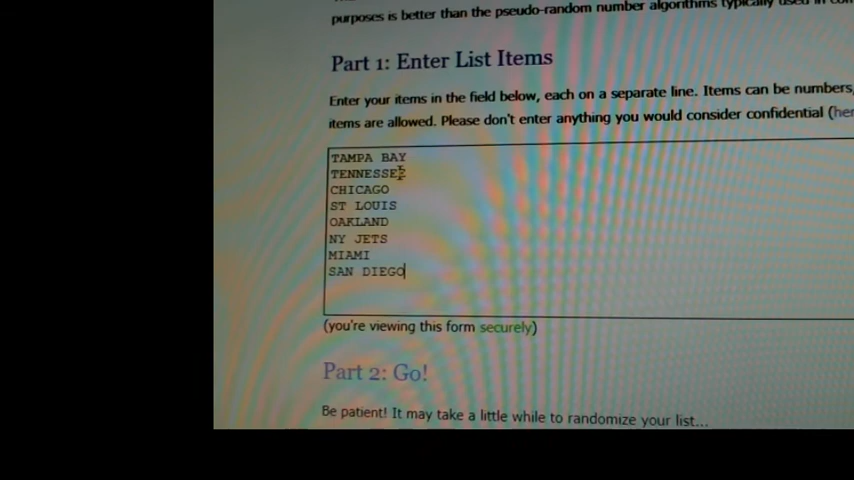 purposes is better than the pseudo-random number algorithms typically used in
Part 1: Enter List Items
Enter your items in the field below, each on a separate line. Items can be numbers,
items are allowed. Please don't enter anything you would consider confidential (
TAMPA BAY
TENNESSEE
CHICAGO
ST LOUIS
OAKLAND
NY JETS
MIAMI
SAN DIEGO
(you're viewing this form securely)
Part 2: Go!
Be patient! It may take a little while to randomize your list...